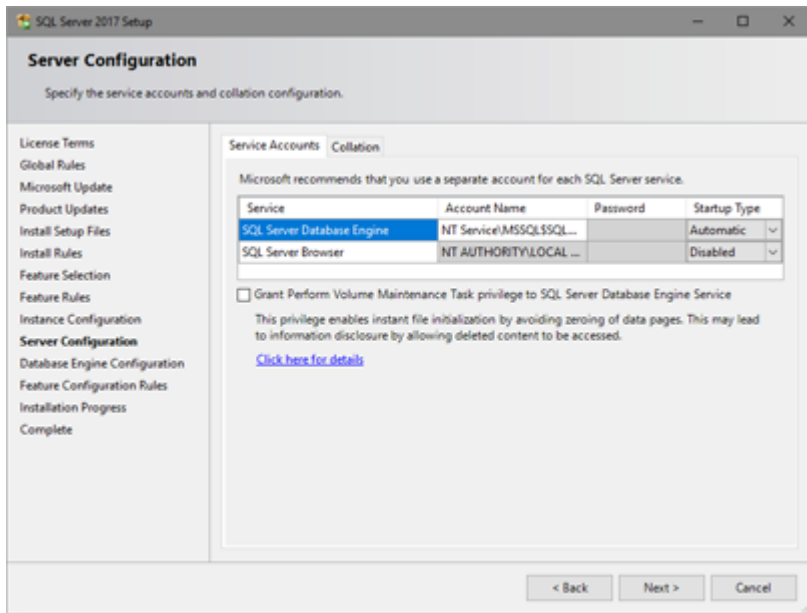 SQL Server 2017 Setup
Server Configuration
Specify the service accounts and collation configuration.
License Terms
Global Rules
Microsoft Update
Product Updates
Install Setup Files
Install Rules
Feature Selection
Feature Rules
Instance Configuration
Server Configuration
Database Engine Configuration
Feature Configuration Rules
Installation Progress
Complete
Service Accounts Collation
Microsoft recommends that you use a separate account for each SQL Server service.
Service Account Name Password Startup Type
SQL Server Database Engine NT Service\MSSQL$SQL... Automatic
SQL Server Browser NT AUTHORITY\LOCAL ... Disabled
Grant Perform Volume Maintenance Task privilege to SQL Server Database Engine Service
This privilege enables instant file initialization by avoiding zeroing of data pages. This may lead
to information disclosure by allowing deleted content to be accessed.
Click here for details
< Back Next > Cancel